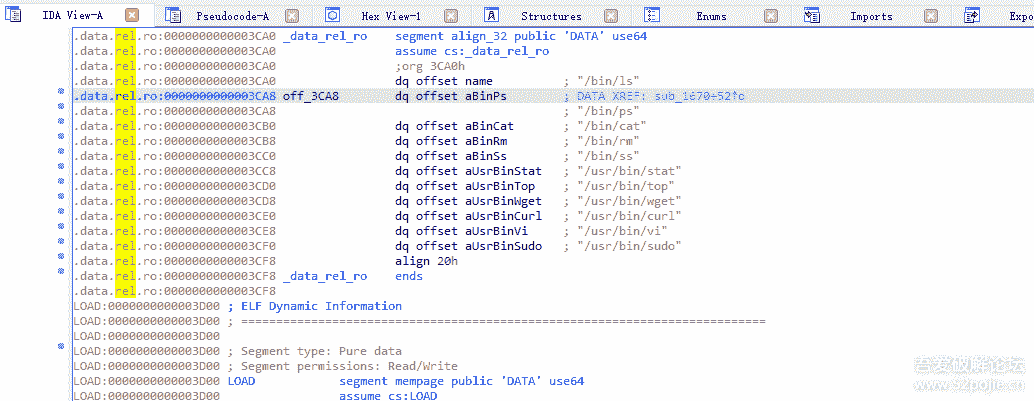 IDA View-A Pseudocode-A Hex View-1 Structures Enums Imports Expo
.data.rel.ro:0000000000003CA0 _data_rel_ro segment align_32 public 'DATA' use64
.data.rel.ro:0000000000003CA0 assume cs:_data_rel_ro
.data.rel.ro:0000000000003CA0 ;org 3CA0h
.data.rel.ro:0000000000003CA0 dq offset name ; "/bin/ls"
.data.rel.ro:0000000000003CA8 off_3CA8 dq offset aBinPs ; DATA XREF: sub_1670+52↑o
.data.rel.ro:0000000000003CA8 ; "/bin/ps"
.data.rel.ro:0000000000003CB0 dq offset aBinCat ; "/bin/cat"
.data.rel.ro:0000000000003CB8 dq offset aBinRm ; "/bin/rm"
.data.rel.ro:0000000000003CC0 dq offset aBinSs ; "/bin/ss"
.data.rel.ro:0000000000003CC8 dq offset aUsrBinStat ; "/usr/bin/stat"
.data.rel.ro:0000000000003CD0 dq offset aUsrBinTop ; "/usr/bin/top"
.data.rel.ro:0000000000003CD8 dq offset aUsrBinWget ; "/usr/bin/wget"
.data.rel.ro:0000000000003CE0 dq offset aUsrBinCurl ; "/usr/bin/curl"
.data.rel.ro:0000000000003CE8 dq offset aUsrBinVi ; "/usr/bin/vi"
.data.rel.ro:0000000000003CF0 dq offset aUsrBinSudo ; "/usr/bin/sudo"
.data.rel.ro:0000000000003CF8 align 20h
.data.rel.ro:0000000000003CF8 _data_rel_ro ends
.data.rel.ro:0000000000003CF8
LOAD:0000000000003D00 ; ELF Dynamic Information
LOAD:0000000000003D00 ; ===========================================================================
LOAD:0000000000003D00
LOAD:0000000000003D00 ; Segment type: Pure data
LOAD:0000000000003D00 ; Segment permissions: Read/Write
LOAD:0000000000003D00 LOAD segment mempage public 'DATA' use64
LOAD:0000000000003D00 assume cs:LOAD
吾爱破解论坛
www.52pojie.cn